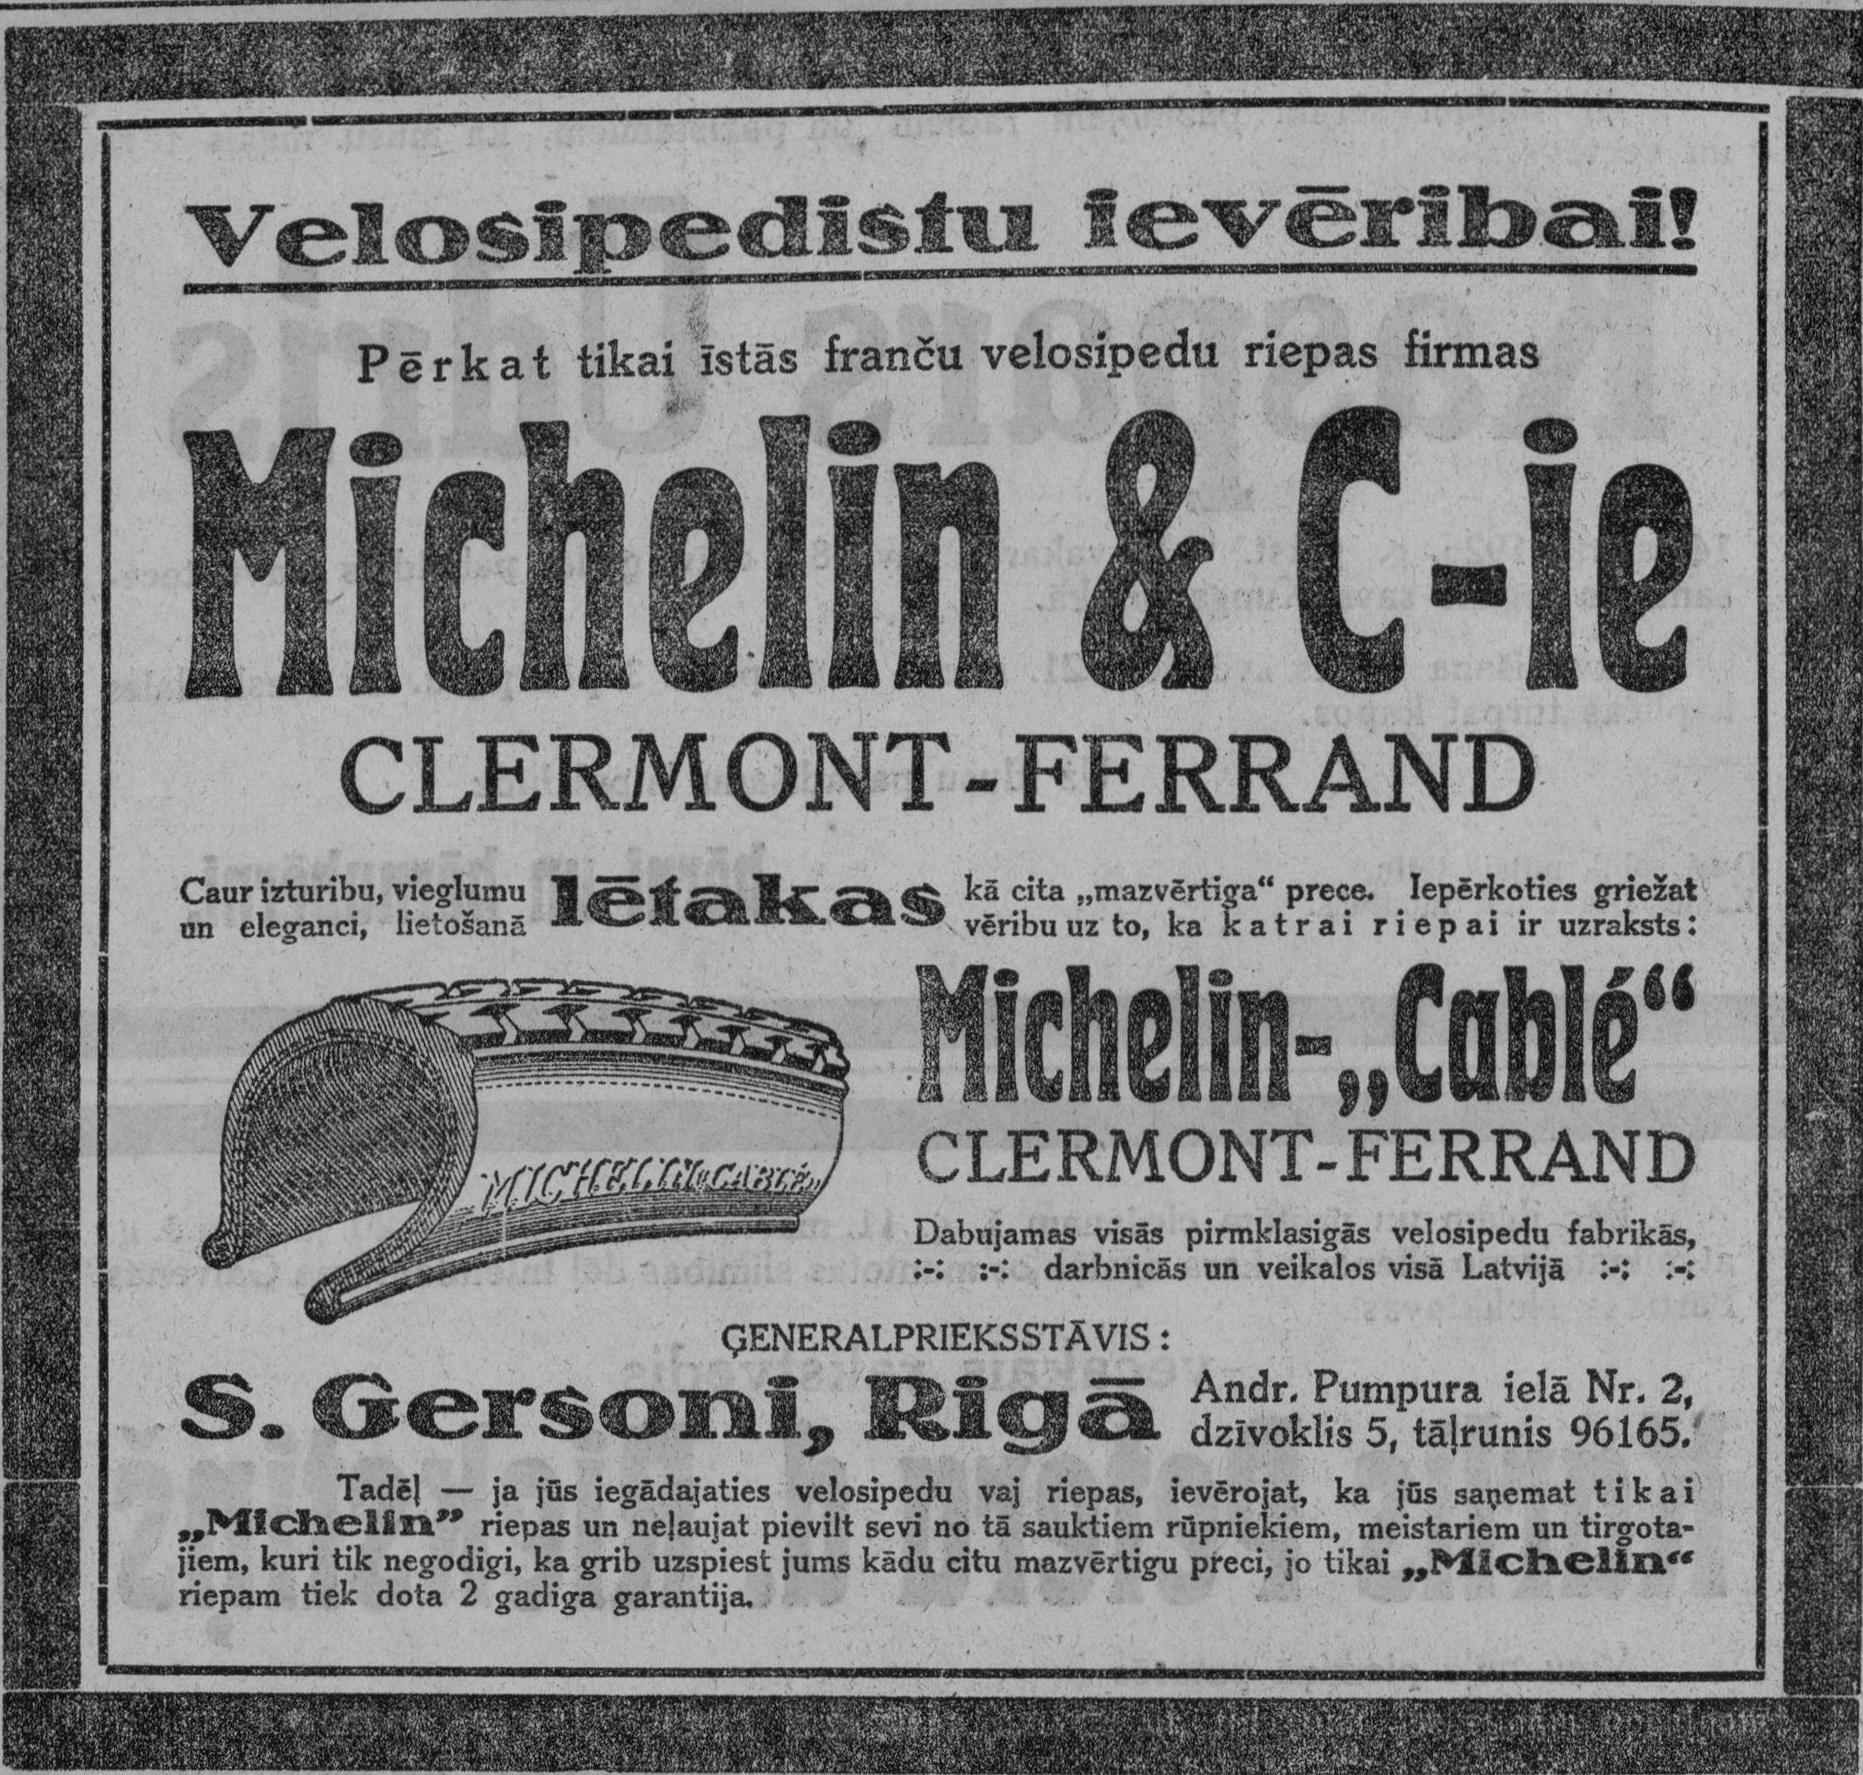 Velosipedistu ievērībai!
Pērkat tikai īstās franču velosipedu riepas firmas
Michelin & C-ie
CLERMONT-FERRAND
Caur izturibu, vieglumu
un eleganci, lietošanā
lētakas
kā cita „mazvērtiga“ prece. Iepērkoties griežat
vēribu uz to, ka katrai riepai ir uzraksts:
MICHELIN „CABLÉ„
Michelin-„Cablé“
CLERMONT-FERRAND
Dabujamas visās pirmklasigās velosipedu fabrikās,
:-: :-: darbnicās un veikalos visā Latvijā :-: :-:
ĢENERALPRIEKSSTĀVIS:
S. Gersoni, Rigā
Andr. Pumpura ielā Nr. 2,
dzīvoklis 5, tāļrunis 96165.
Tadēļ — ja jūs iegādajaties velosipedu vaj riepas, ievērojat, ka jūs saņemat tikai
„Michelin” riepas un neļaujat pievilt sevi no tā sauktiem rūpniekiem, meistariem un tirgota-
jiem, kuri tik negodigi, ka grib uzspiest jums kādu citu mazvērtigu preci, jo tikai „Michelin“
riepam tiek dota 2 gadiga garantija.